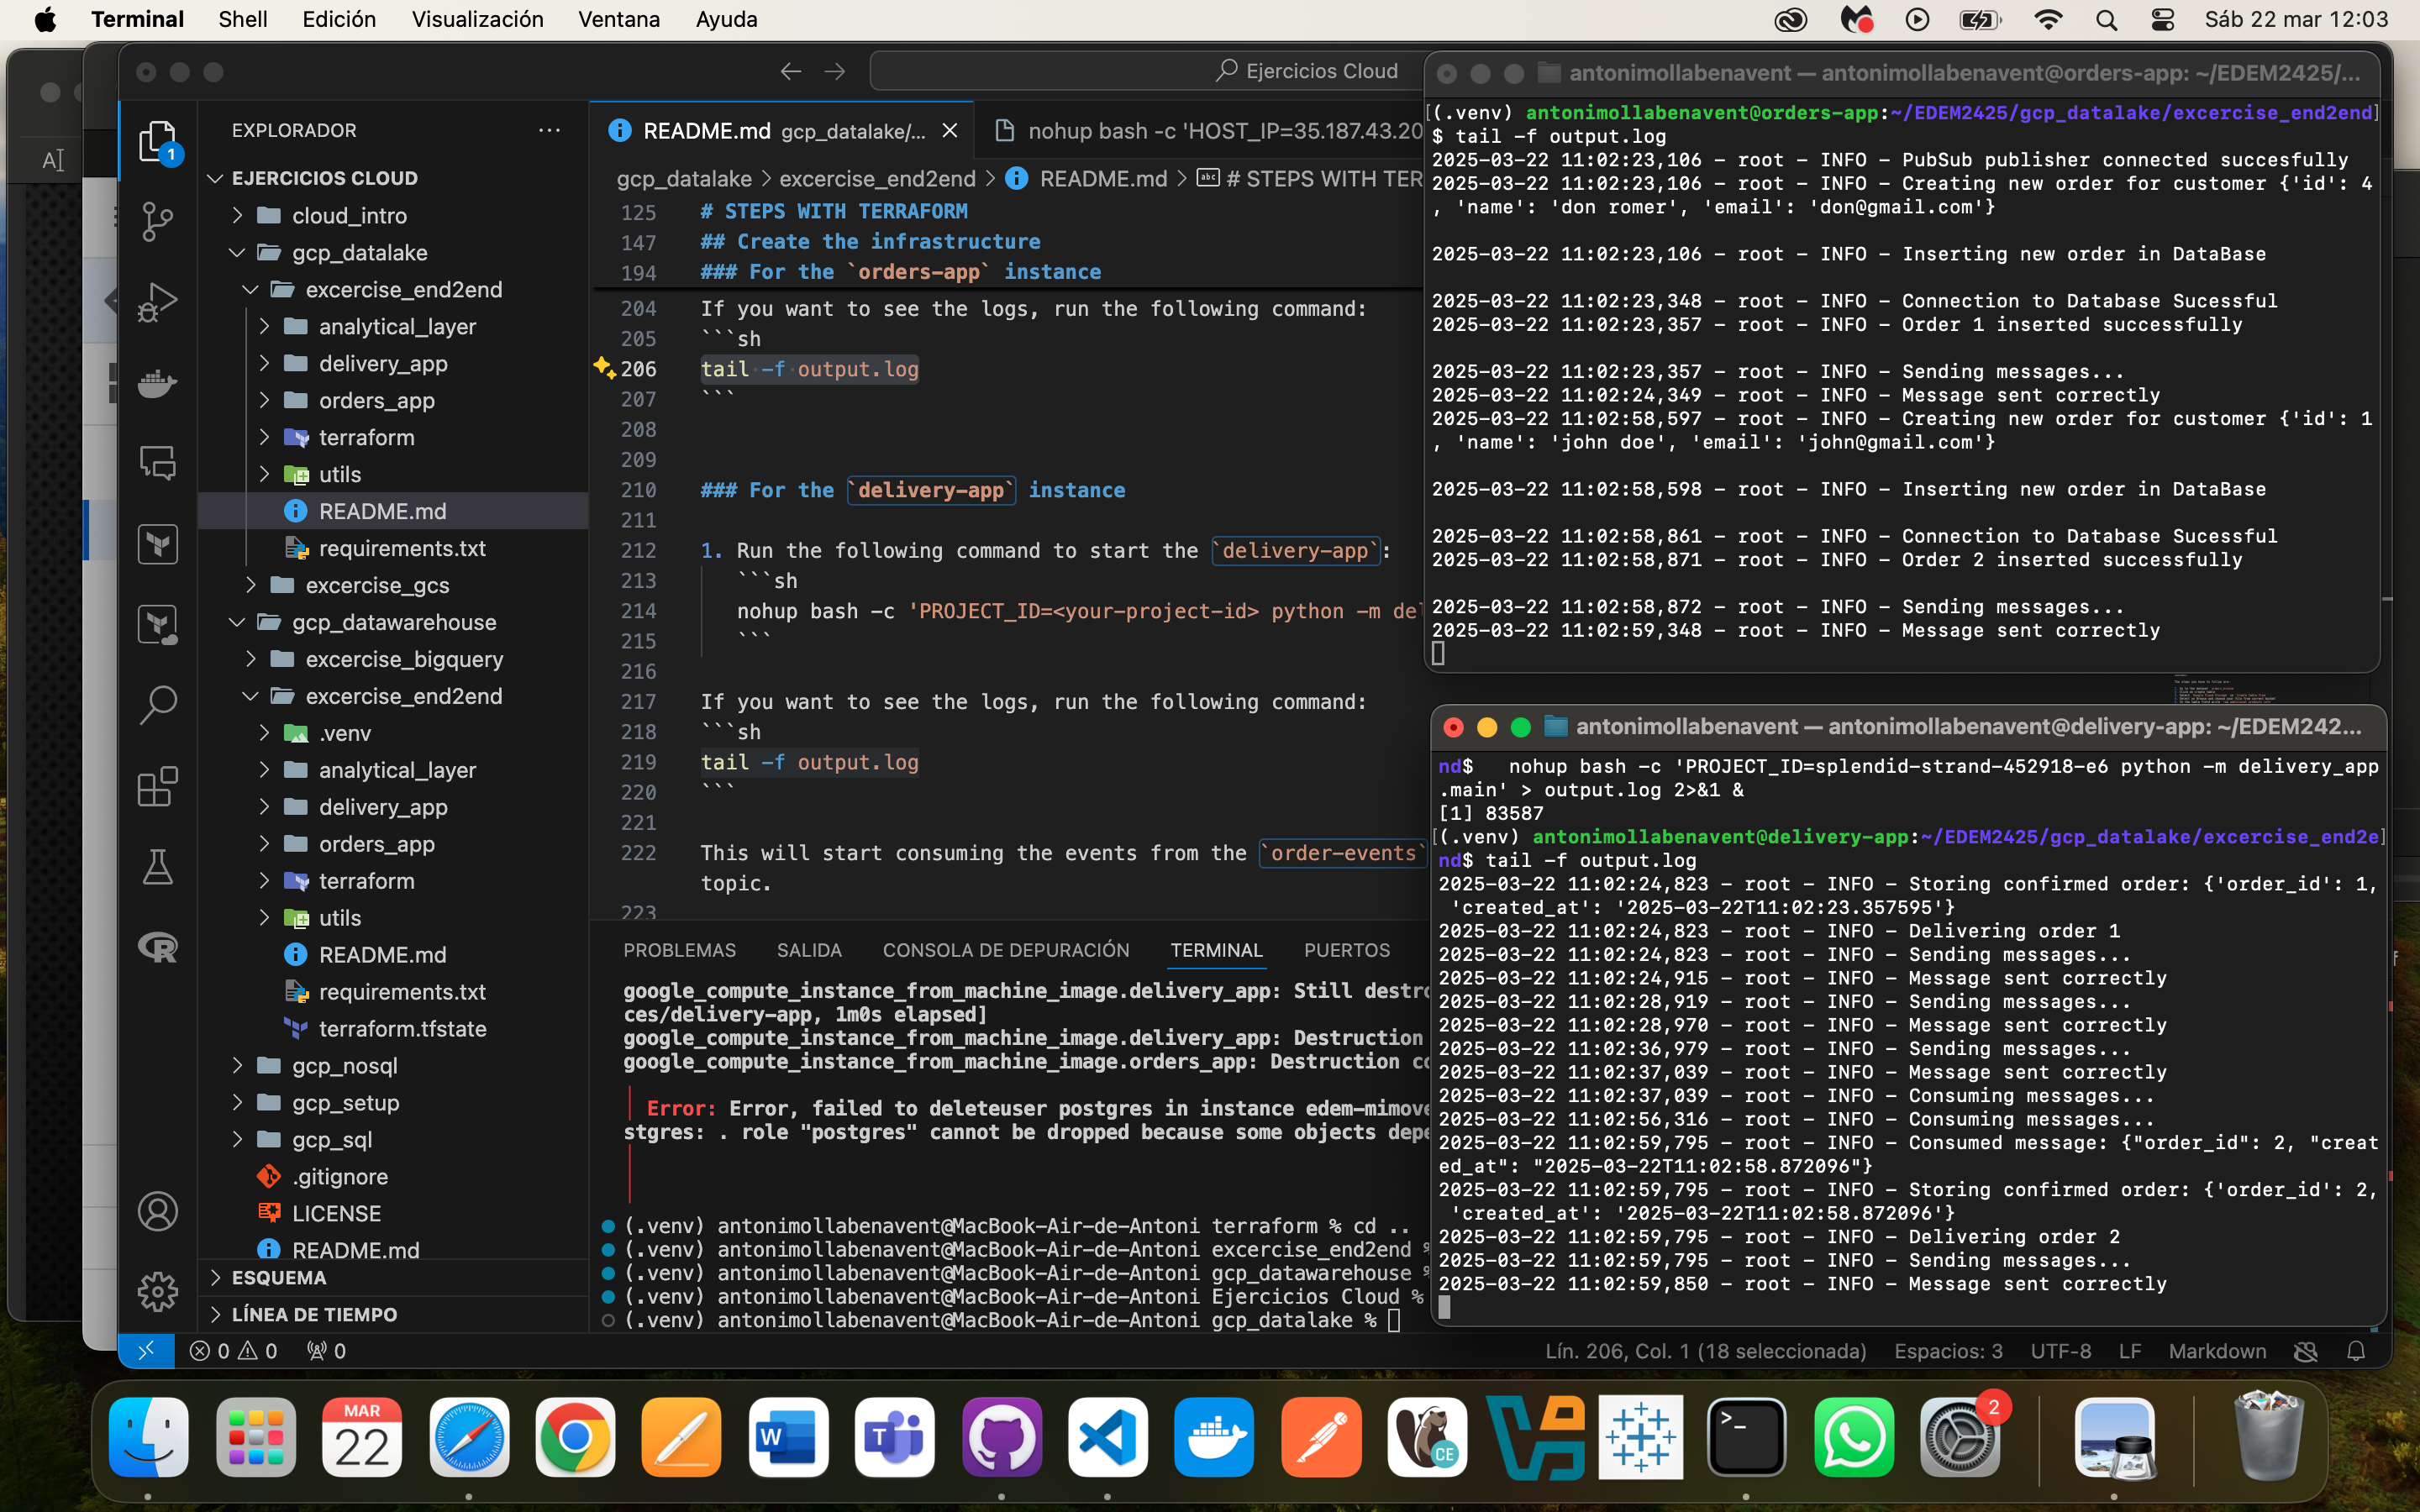 Terminal Shell Edición Visualización Ventana Ayuda
Sáb 22 mar 12:03
Ejercicios Cloud
EXPLORADOR
1
EJERCICIOS CLOUD
cloud_intro
gcp_datalake
excercise_end2end
analytical_layer
delivery_app
orders_app
terraform
utils
README.md
requirements.txt
excercise_gcs
gcp_datawarehouse
excercise_bigquery
excercise_end2end
.venv
analytical_layer
delivery_app
orders_app
terraform
utils
README.md
requirements.txt
terraform.tfstate
gcp_nosql
gcp_setup
gcp_sql
.gitignore
LICENSE
README.md
ESQUEMA
LÍNEA DE TIEMPO
README.md gcp_datalake/...
nohup bash -c 'HOST_IP=35.187.43.20
gcp_datalake > excercise_end2end > README.md > # STEPS WITH TER
125 # STEPS WITH TERRAFORM
147 ## Create the infrastructure
194 ### For the `orders-app` instance
204 If you want to see the logs, run the following command:
205 ```sh
206 tail -f output.log
207 ```
208
209
210 ### For the `delivery-app` instance
211
212 1. Run the following command to start the `delivery-app`:
213 ```sh
214 nohup bash -c 'PROJECT_ID=<your-project-id> python -m del
215 ```
216
217 If you want to see the logs, run the following command:
218 ```sh
219 tail -f output.log
220 ```
221
222 This will start consuming the events from the `order-events`
topic.
223
PROBLEMAS SALIDA CONSOLA DE DEPURACIÓN TERMINAL PUERTOS
google_compute_instance_from_machine_image.delivery_app: Still destro
ces/delivery-app, 1m0s elapsed]
google_compute_instance_from_machine_image.delivery_app: Destruction
google_compute_instance_from_machine_image.orders_app: Destruction co
Error: Error, failed to deleteuser postgres in instance edem-mimove
stgres: . role "postgres" cannot be dropped because some objects depe
(.venv) antonimollabenavent@MacBook-Air-de-Antoni terraform % cd ..
(.venv) antonimollabenavent@MacBook-Air-de-Antoni excercise_end2end %
(.venv) antonimollabenavent@MacBook-Air-de-Antoni gcp_datawarehouse %
(.venv) antonimollabenavent@MacBook-Air-de-Antoni Ejercicios Cloud %
(.venv) antonimollabenavent@MacBook-Air-de-Antoni gcp_datalake %
0 0 0
Lín. 206, Col. 1 (18 seleccionada) Espacios: 3 UTF-8 LF Markdown
antonimollabenavent — antonimollabenavent@orders-app: ~/EDEM2425/...
[(.venv) antonimollabenavent@orders-app:~/EDEM2425/gcp_datalake/excercise_end2end]
$ tail -f output.log
2025-03-22 11:02:23,106 - root - INFO - PubSub publisher connected succesfully
2025-03-22 11:02:23,106 - root - INFO - Creating new order for customer {'id': 4
, 'name': 'don romer', 'email': 'don@gmail.com'}
2025-03-22 11:02:23,106 - root - INFO - Inserting new order in DataBase
2025-03-22 11:02:23,348 - root - INFO - Connection to Database Sucessful
2025-03-22 11:02:23,357 - root - INFO - Order 1 inserted successfully
2025-03-22 11:02:23,357 - root - INFO - Sending messages...
2025-03-22 11:02:24,349 - root - INFO - Message sent correctly
2025-03-22 11:02:58,597 - root - INFO - Creating new order for customer {'id': 1
, 'name': 'john doe', 'email': 'john@gmail.com'}
2025-03-22 11:02:58,598 - root - INFO - Inserting new order in DataBase
2025-03-22 11:02:58,861 - root - INFO - Connection to Database Sucessful
2025-03-22 11:02:58,871 - root - INFO - Order 2 inserted successfully
2025-03-22 11:02:58,872 - root - INFO - Sending messages...
2025-03-22 11:02:59,348 - root - INFO - Message sent correctly
antonimollabenavent — antonimollabenavent@delivery-app: ~/EDEM242...
nd$ nohup bash -c 'PROJECT_ID=splendid-strand-452918-e6 python -m delivery_app
.main' > output.log 2>&1 &
[1] 83587
[(.venv) antonimollabenavent@delivery-app:~/EDEM2425/gcp_datalake/excercise_end2e]
nd$ tail -f output.log
2025-03-22 11:02:24,823 - root - INFO - Storing confirmed order: {'order_id': 1,
'created_at': '2025-03-22T11:02:23.357595'}
2025-03-22 11:02:24,823 - root - INFO - Delivering order 1
2025-03-22 11:02:24,823 - root - INFO - Sending messages...
2025-03-22 11:02:24,915 - root - INFO - Message sent correctly
2025-03-22 11:02:28,919 - root - INFO - Sending messages...
2025-03-22 11:02:28,970 - root - INFO - Message sent correctly
2025-03-22 11:02:36,979 - root - INFO - Sending messages...
2025-03-22 11:02:37,039 - root - INFO - Message sent correctly
2025-03-22 11:02:37,039 - root - INFO - Consuming messages...
2025-03-22 11:02:56,316 - root - INFO - Consuming messages...
2025-03-22 11:02:59,795 - root - INFO - Consumed message: {"order_id": 2, "creat
ed_at": "2025-03-22T11:02:58.872096"}
2025-03-22 11:02:59,795 - root - INFO - Storing confirmed order: {'order_id': 2,
'created_at': '2025-03-22T11:02:58.872096'}
2025-03-22 11:02:59,795 - root - INFO - Delivering order 2
2025-03-22 11:02:59,795 - root - INFO - Sending messages...
2025-03-22 11:02:59,850 - root - INFO - Message sent correctly
MAR
22
W
T
CE
>_
2